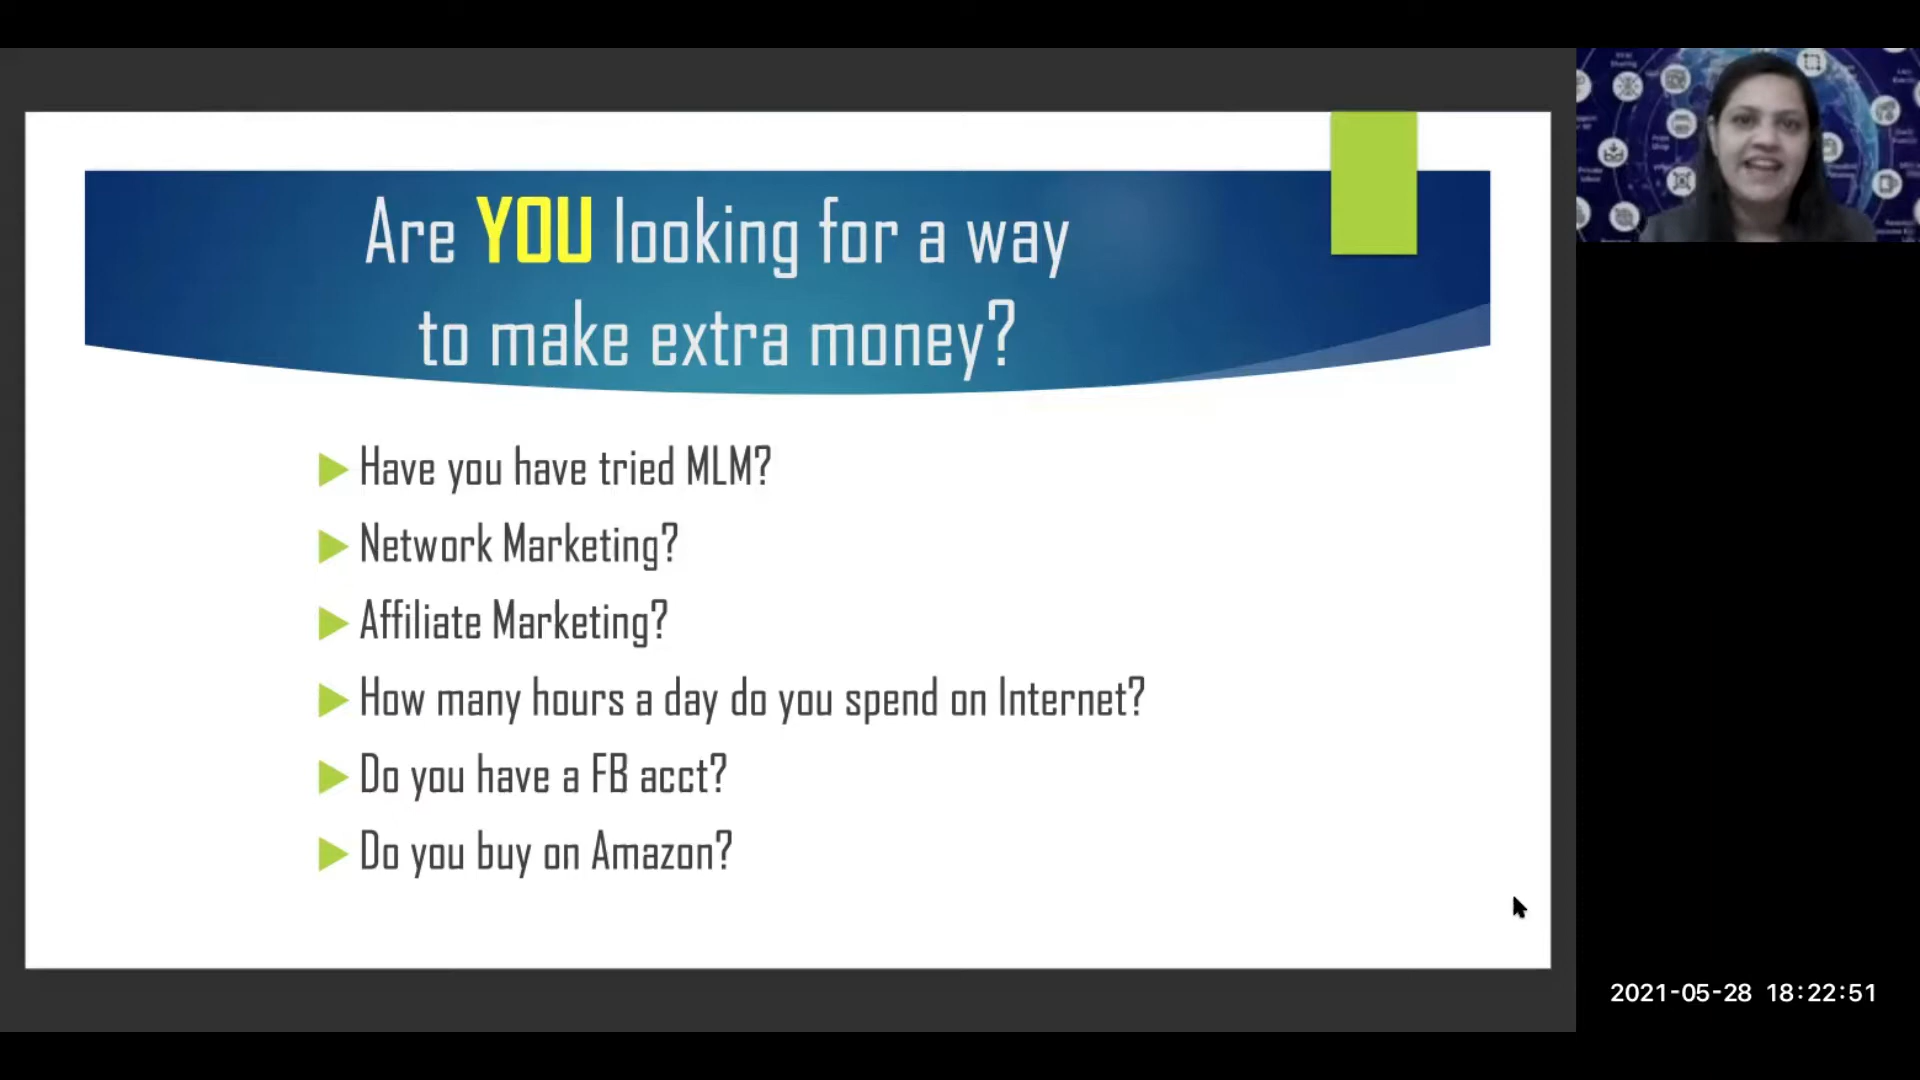 Are YOU looking for a way
to make extra money?
Have you have tried MLM?
Network Marketing?
Affiliate Marketing?
How many hours a day do you spend on Internet?
Do you have a FB acct?
Do you buy on Amazon?
2021-05-28 18:22:51